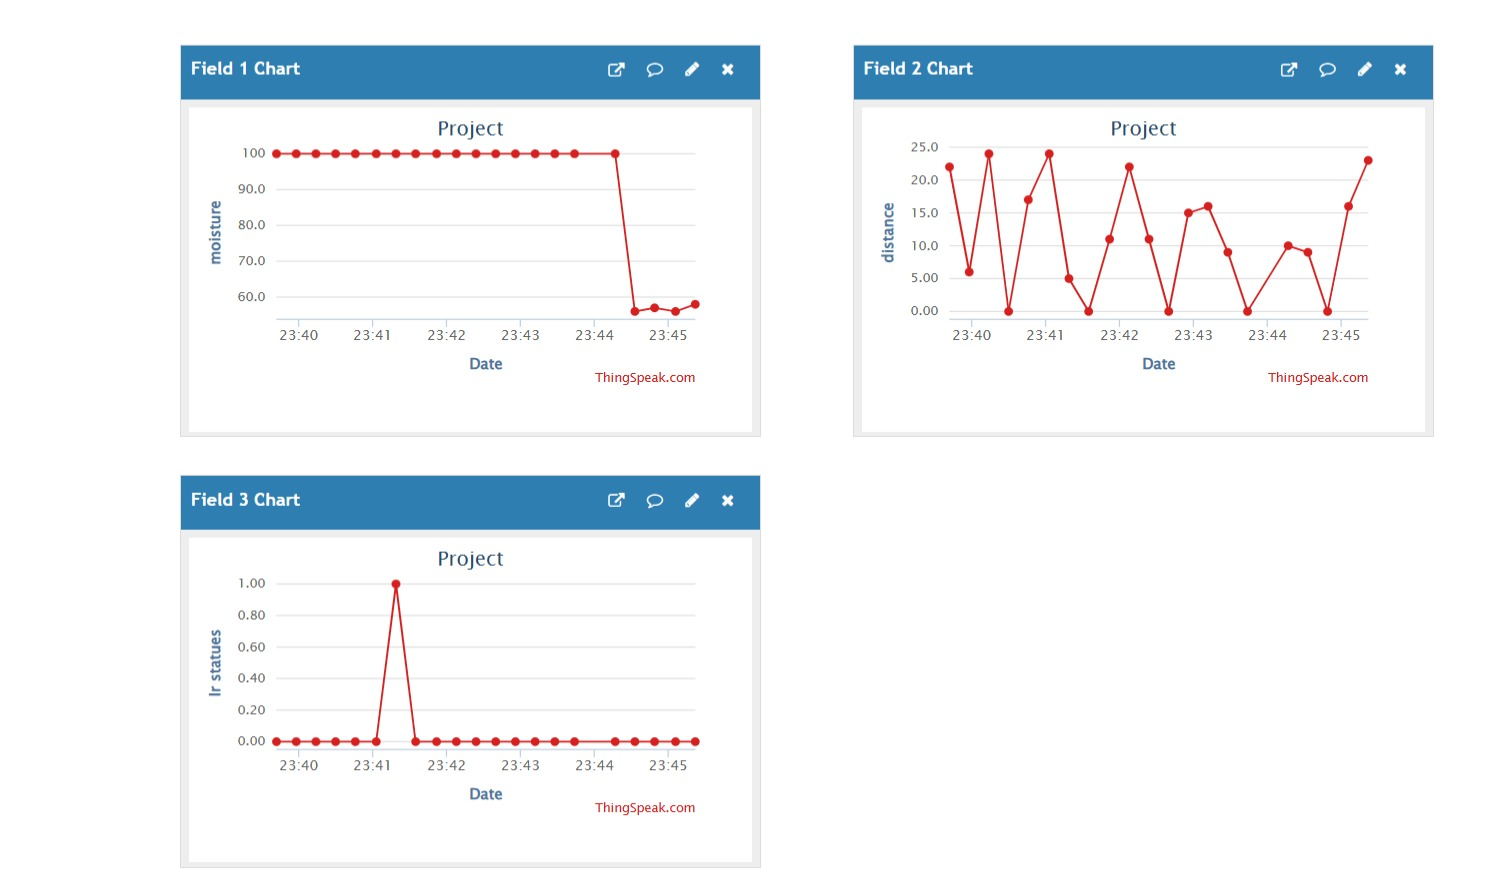 Field 1 Chart
Project
100
90.0
80.0
70.0
60.0
moisture
23:40 23:41 23:42 23:43 23:44 23:45
Date
ThingSpeak.com
Field 2 Chart
Project
25.0
20.0
15.0
10.0
5.00
0.00
distance
23:40 23:41 23:42 23:43 23:44 23:45
Date
ThingSpeak.com
Field 3 Chart
Project
1.00
0.80
0.60
0.40
0.20
0.00
Ir statues
23:40 23:41 23:42 23:43 23:44 23:45
Date
ThingSpeak.com